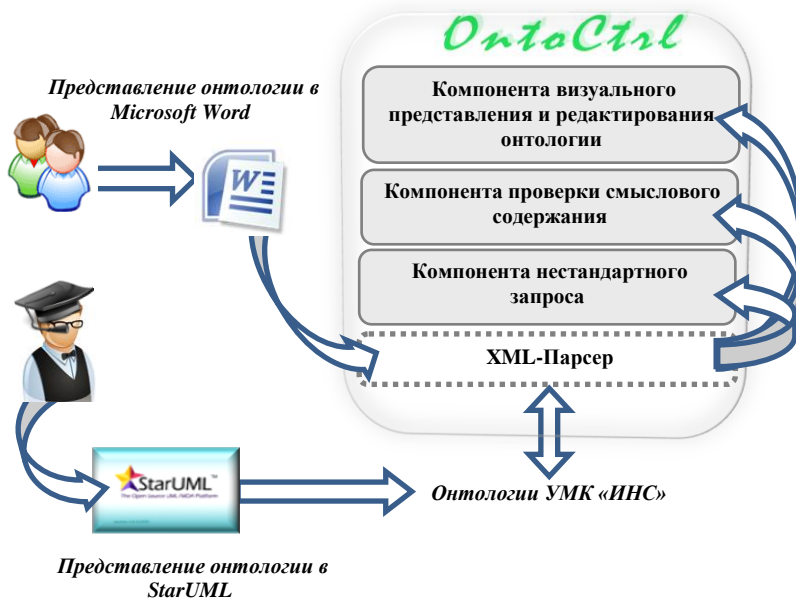 OntoCtrl
Представление онтологии в
Microsoft Word
Компонента визуального
представления и редактирования
онтологии
W
Компонента проверки смыслового
содержания
Компонента нестандартного
запроса
XML-Парсер
StarUML™
The Open Source UML/MDA Platform
Онтологии УМК «ИНС»
Представление онтологии в
StarUML